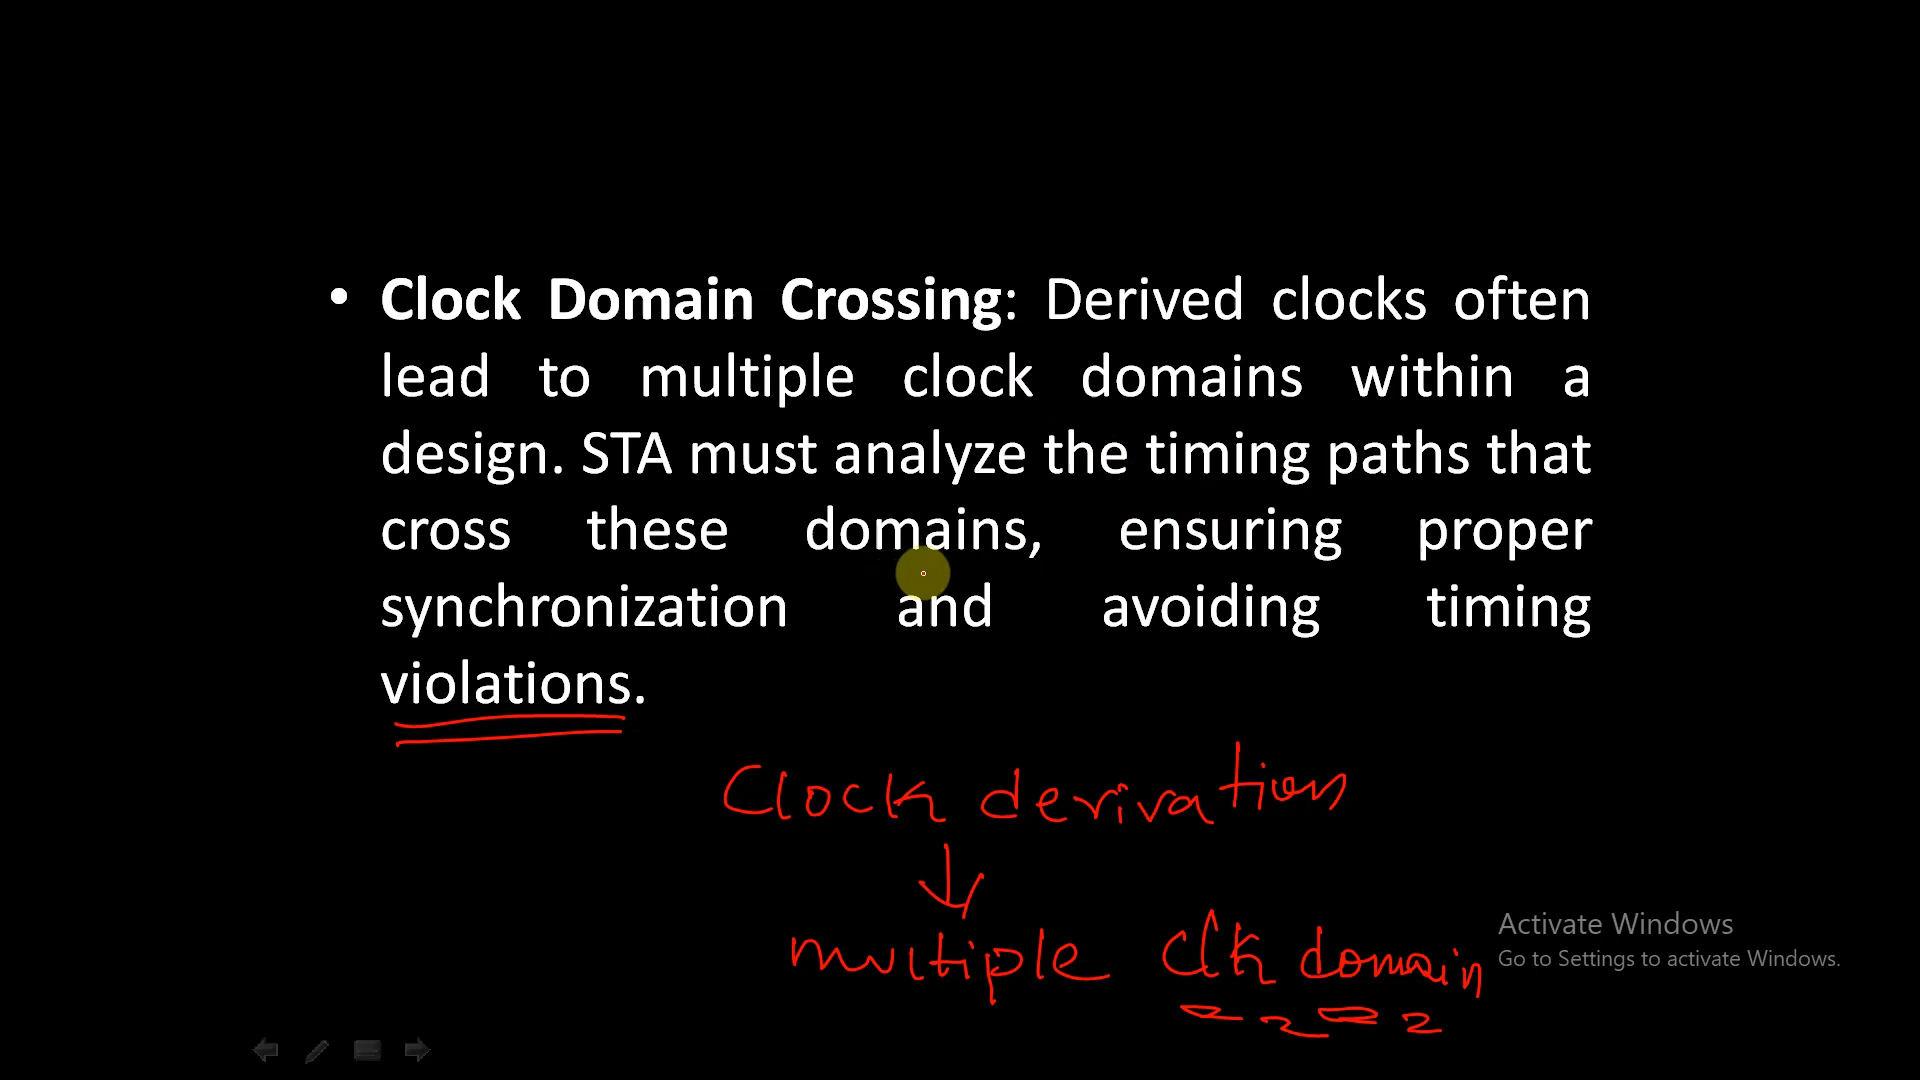 • Clock Domain Crossing: Derived clocks often
lead to multiple clock domains within a
design. STA must analyze the timing paths that
cross these domains, ensuring proper
synchronization and avoiding timing
violations.
Clock derivation
↓
multiple clk domain
Activate Windows
Go to Settings to activate Windows.